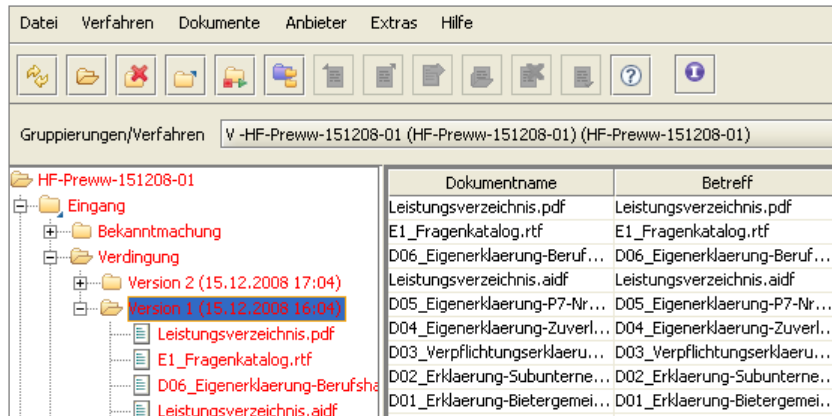 Datei Verfahren Dokumente Anbieter Extras Hilfe
Gruppierungen/Verfahren V -HF-Preww-151208-01 (HF-Preww-151208-01) (HF-Preww-151208-01)
HF-Preww-151208-01
Eingang
Bekanntmachung
Verdingung
Version 2 (15.12.2008 17:04)
Version 1 (15.12.2008 16:04)
Leistungsverzeichnis.pdf
E1_Fragenkatalog.rtf
D06_Eigenerklaerung-Berufsha
Leistungsverzeichnis.aidf
Dokumentname Betreff
Leistungsverzeichnis.pdf Leistungsverzeichnis.pdf
E1_Fragenkatalog.rtf E1_Fragenkatalog.rtf
D06_Eigenerklaerung-Beruf... D06_Eigenerklaerung-Beruf...
Leistungsverzeichnis.aidf Leistungsverzeichnis.aidf
D05_Eigenerklaerung-P7-Nr... D05_Eigenerklaerung-P7-Nr...
D04_Eigenerklaerung-Zuverl... D04_Eigenerklaerung-Zuverl...
D03_Verpflichtungserklaeru... D03_Verpflichtungserklaeru...
D02_Erklaerung-Subunterne... D02_Erklaerung-Subunterne...
D01_Erklaerung-Bietergemei... D01_Erklaerung-Bietergemei...